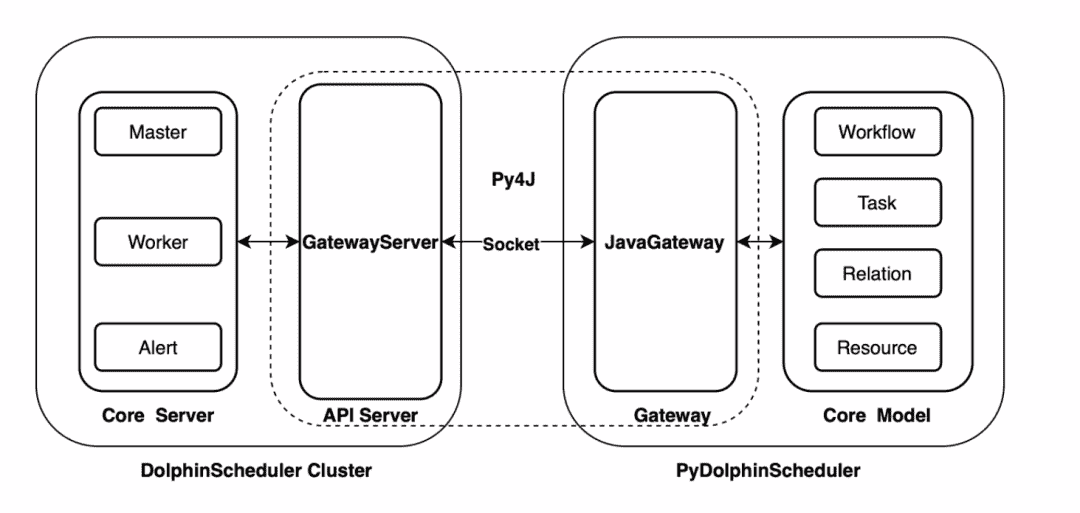 Master
Worker
Alert
Core Server
GatewayServer
API Server
DolphinScheduler Cluster
Py4J
Socket
JavaGateway
Gateway
Workflow
Task
Relation
Resource
Core Model
PyDolphinScheduler